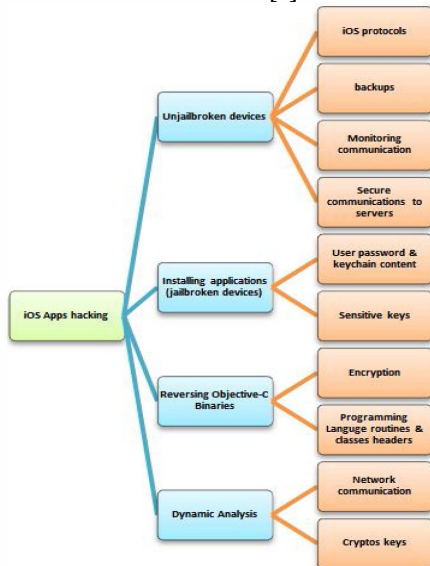 [4]
iOS protocols
backups
Monitoring
communication
Secure
communications to
servers
Unjailbroken devices
User password &
keychain content
Sensitive keys
Installing applications
(jailbroken devices)
iOS Apps hacking
Encryption
Programming
Languge routines &
classes headers
Reversing Objective-C
Binaries
Network
communication
Cryptos keys
Dynamic Analysis